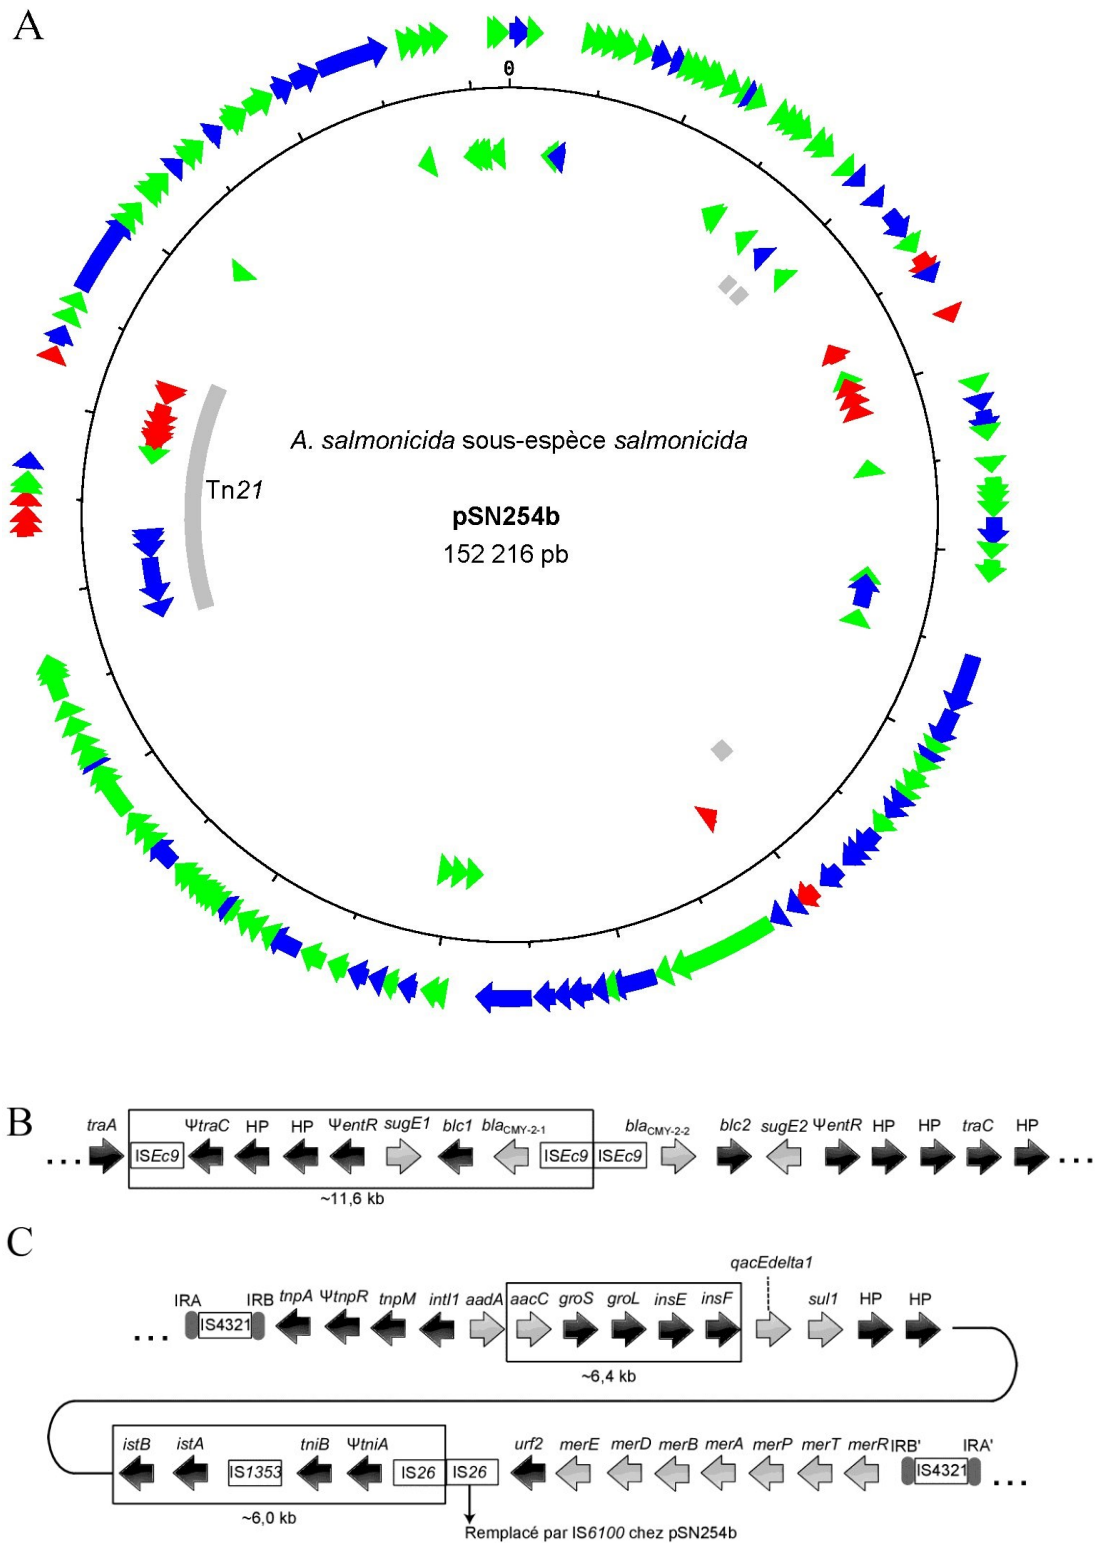 A
0
Tn21
A. salmonicida sous-espèce salmonicida
pSN254b
152 216 pb
B
traA ΨtraC HP HP ΨentR sugE1 blc1 blaCMY-2-1 blaCMY-2-2 blc2 sugE2 ΨentR HP HP traC HP
... ISEc9 ISEc9 ISEc9 ...
~11,6 kb
C
qacEdelta1
IRA IRB tnpA ΨtnpR tnpM intI1 aadA aacC groS groL insE insF sul1 HP HP
... IS4321
~6,4 kb
istB istA tniB ΨtniA urf2 merE merD merB merA merP merT merR IRB' IRA'
IS1353 IS26 IS26 IS4321 ...
~6,0 kb
Remplacé par IS6100 chez pSN254b